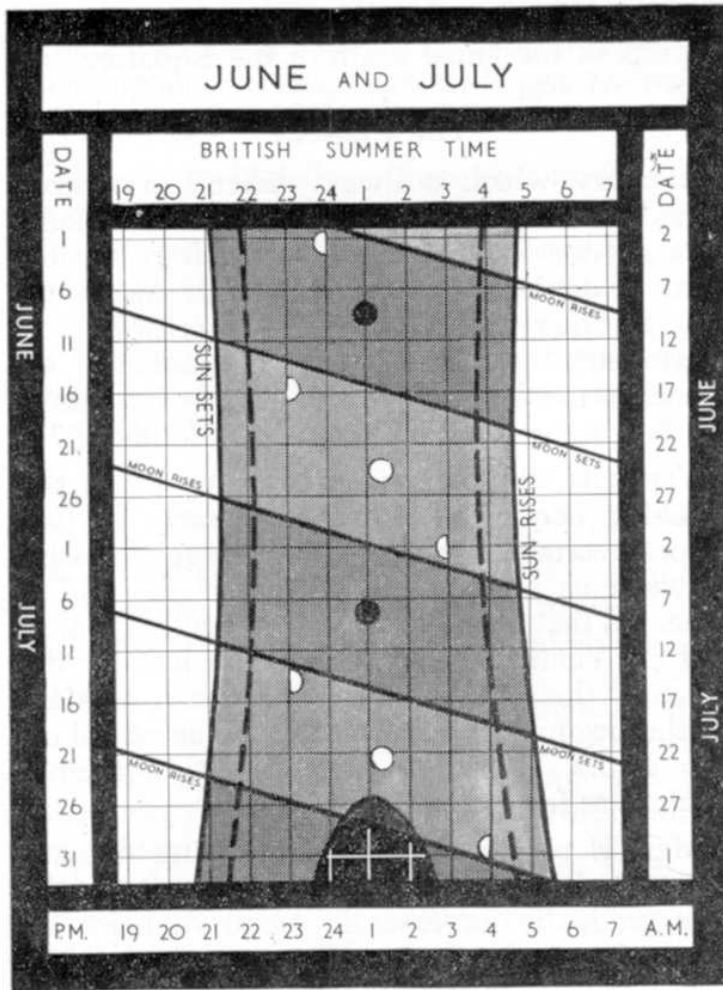 JUNE AND JULY
BRITISH SUMMER TIME
DATE
19 20 21 22 23 24 1 2 3 4 5 6 7
DATE
1
6
11
16
21
26
1
6
11
16
21
26
31
JUNE
JULY
2
7
12
17
22
27
2
7
12
17
22
27
1
JUNE
JULY
MOON RISES
SUN SETS
MOON SETS
MOON RISES
SUN RISES
MOON RISES
MOON SETS
P.M. 19 20 21 22 23 24 1 2 3 4 5 6 7 A.M.